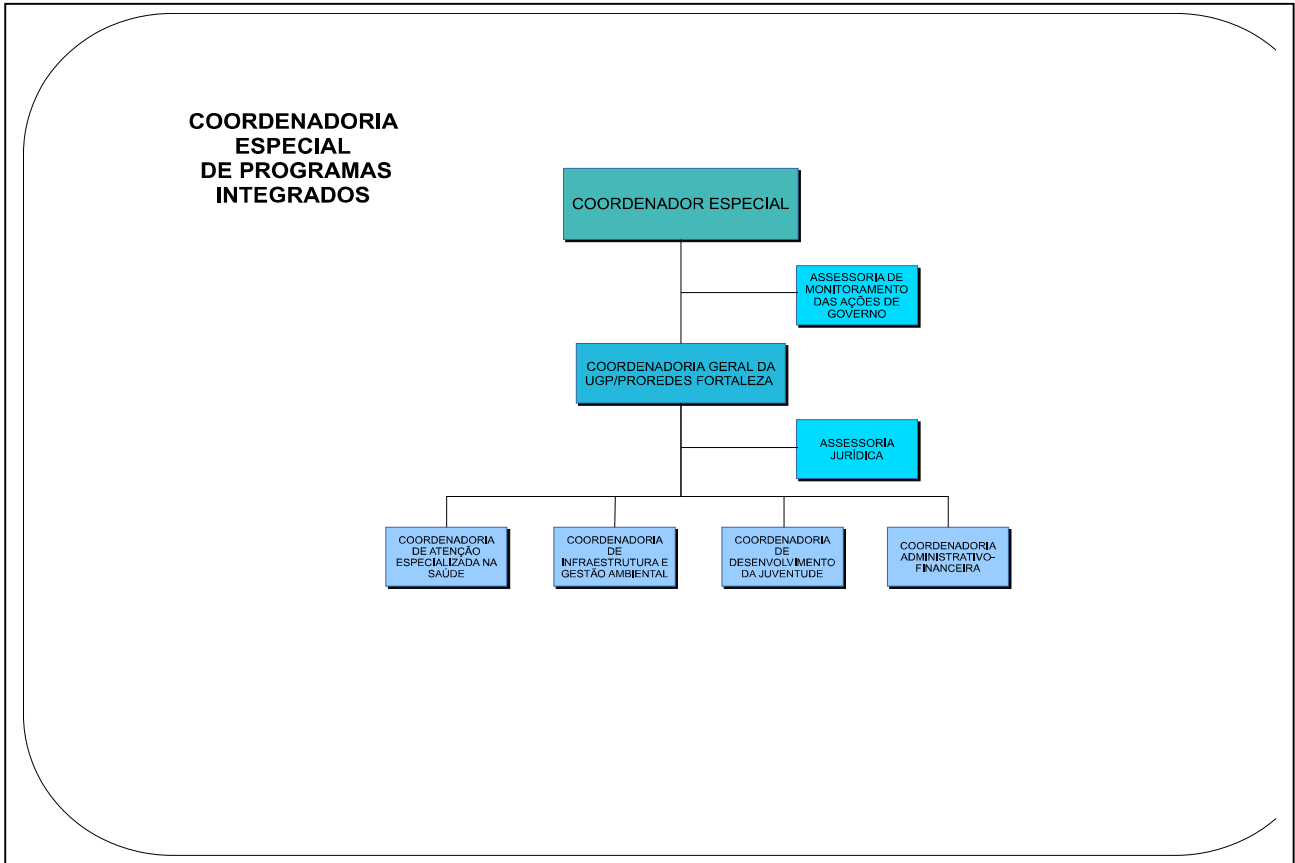 COORDENADORIA
ESPECIAL
DE PROGRAMAS
INTEGRADOS
COORDENADOR ESPECIAL
ASSESSORIA DE
MONITORAMENTO
DAS AÇÕES DE
GOVERNO
COORDENADORIA GERAL DA
UGP/PROREDES FORTALEZA
ASSESSORIA
JURÍDICA
COORDENADORIA
DE ATENÇÃO
ESPECIALIZADA NA
SAÚDE
COORDENADORIA
DE
INFRAESTRUTURA E
GESTÃO AMBIENTAL
COORDENADORIA
DE
DESENVOLVIMENTO
DA JUVENTUDE
COORDENADORIA
ADMINISTRATIVO-
FINANCEIRA